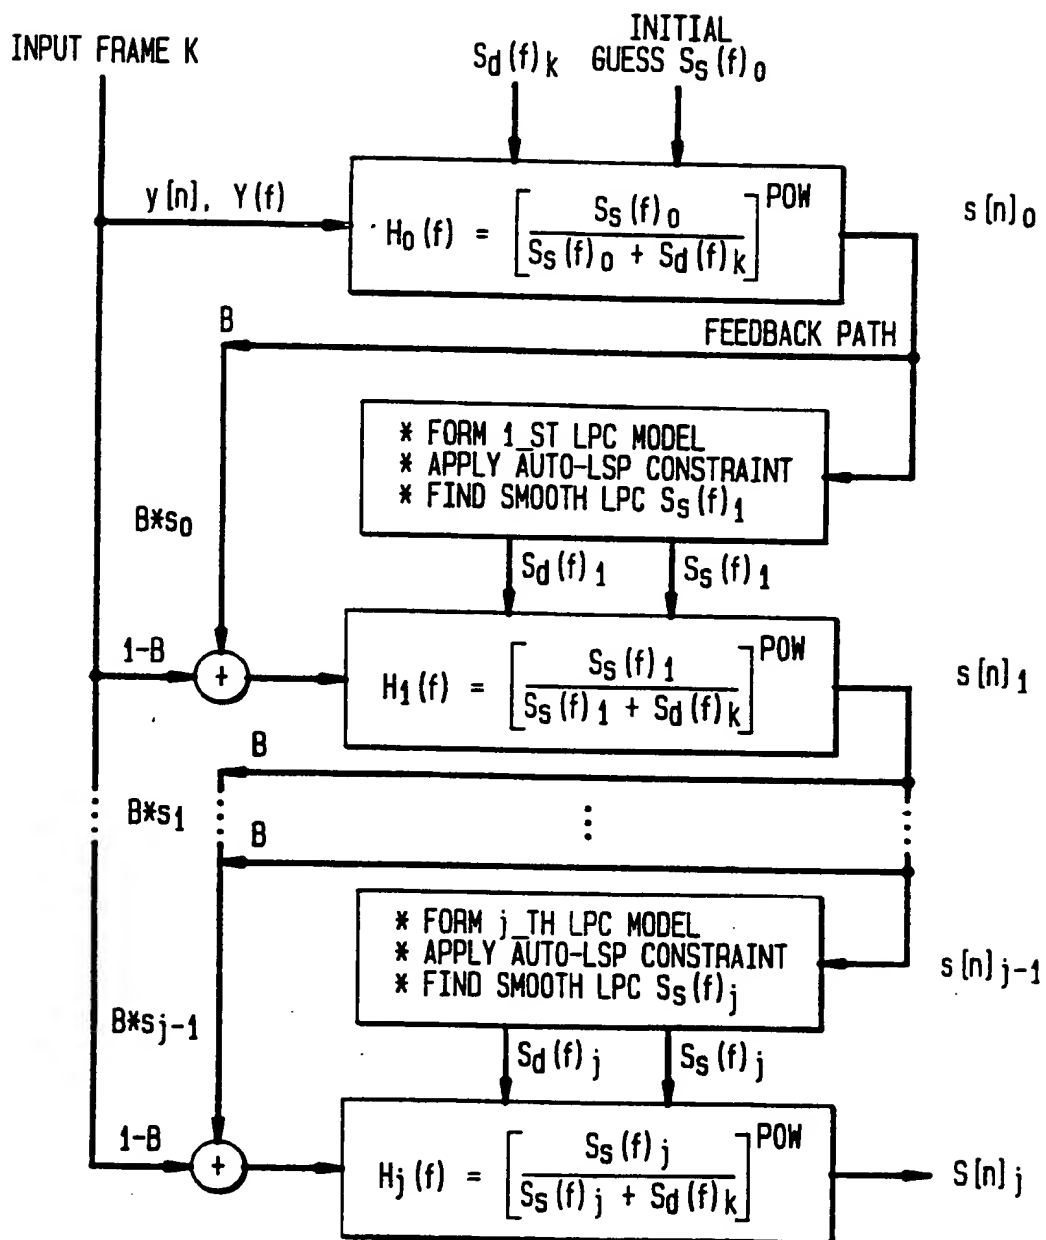 INPUT FRAME K
S_d(f)_k
INITIAL
GUESS S_s(f)_0
y[n], Y(f)
H_0(f) = [S_s(f)_0 / S_s(f)_0 + S_d(f)_k]^POW
s[n]_0
B
FEEDBACK PATH
* FORM 1_ST LPC MODEL
* APPLY AUTO-LSP CONSTRAINT
* FIND SMOOTH LPC S_s(f)_1
B*s_0
S_d(f)_1
S_s(f)_1
1-B
+
H_1(f) = [S_s(f)_1 / S_s(f)_1 + S_d(f)_k]^POW
s[n]_1
B
B*s_1
B
* FORM j_TH LPC MODEL
* APPLY AUTO-LSP CONSTRAINT
* FIND SMOOTH LPC S_s(f)_j
s[n]_j-1
B*s_j-1
S_d(f)_j
S_s(f)_j
1-B
+
H_j(f) = [S_s(f)_j / S_s(f)_j + S_d(f)_k]^POW
S[n]_j